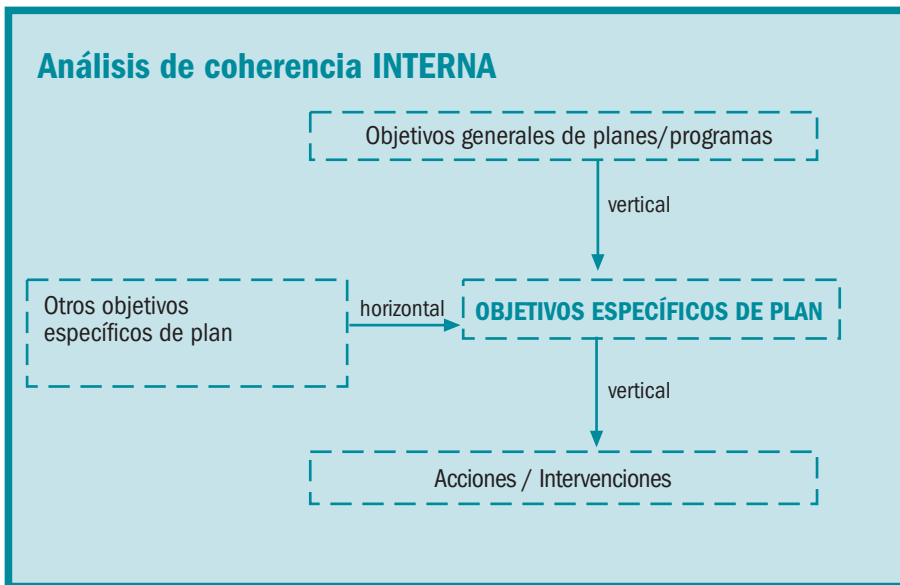 Análisis de coherencia INTERNA
Objetivos generales de planes/programas
vertical
Otros objetivos
específicos de plan
horizontal
OBJETIVOS ESPECÍFICOS DE PLAN
vertical
Acciones / Intervenciones